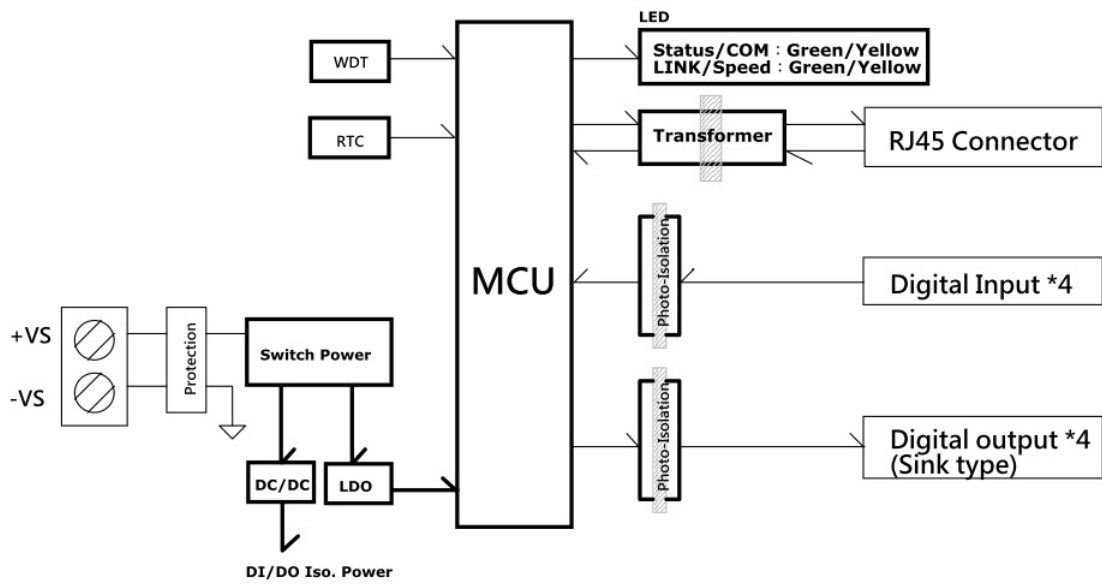 LED
Status/COM：Green/Yellow
LINK/Speed：Green/Yellow
WDT
RTC
Transformer
RJ45 Connector
MCU
Photo-Isolation
Digital Input *4
+VS
-VS
Protection
Switch Power
Photo-Isolation
Digital output *4
(Sink type)
DC/DC
LDO
DI/DO Iso. Power